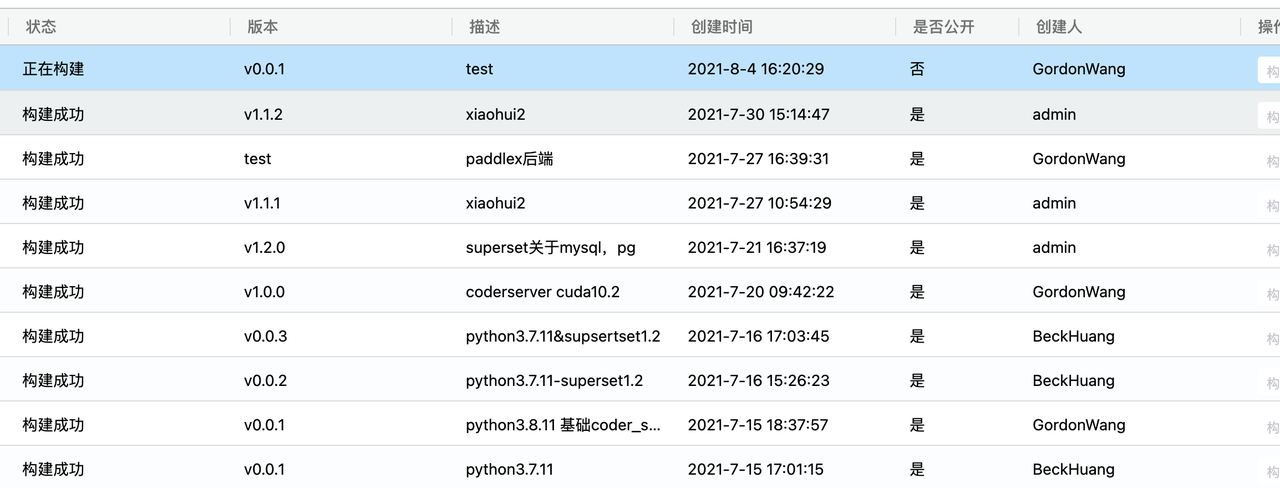 状态 版本 描述 创建时间 是否公开 创建人 操作
正在构建 v0.0.1 test 2021-8-4 16:20:29 否 GordonWang 构
构建成功 v1.1.2 xiaohui2 2021-7-30 15:14:47 是 admin 构
构建成功 test paddlex后端 2021-7-27 16:39:31 是 GordonWang 构
构建成功 v1.1.1 xiaohui2 2021-7-27 10:54:29 是 admin 构
构建成功 v1.2.0 superset关于mysql，pg 2021-7-21 16:37:19 是 admin 构
构建成功 v1.0.0 coderserver cuda10.2 2021-7-20 09:42:22 是 GordonWang 构
构建成功 v0.0.3 python3.7.11&supsertset1.2 2021-7-16 17:03:45 是 BeckHuang 构
构建成功 v0.0.2 python3.7.11-superset1.2 2021-7-16 15:26:23 是 BeckHuang 构
构建成功 v0.0.1 python3.8.11 基础coder_s... 2021-7-15 18:37:57 是 GordonWang 构
构建成功 v0.0.1 python3.7.11 2021-7-15 17:01:15 是 BeckHuang 构